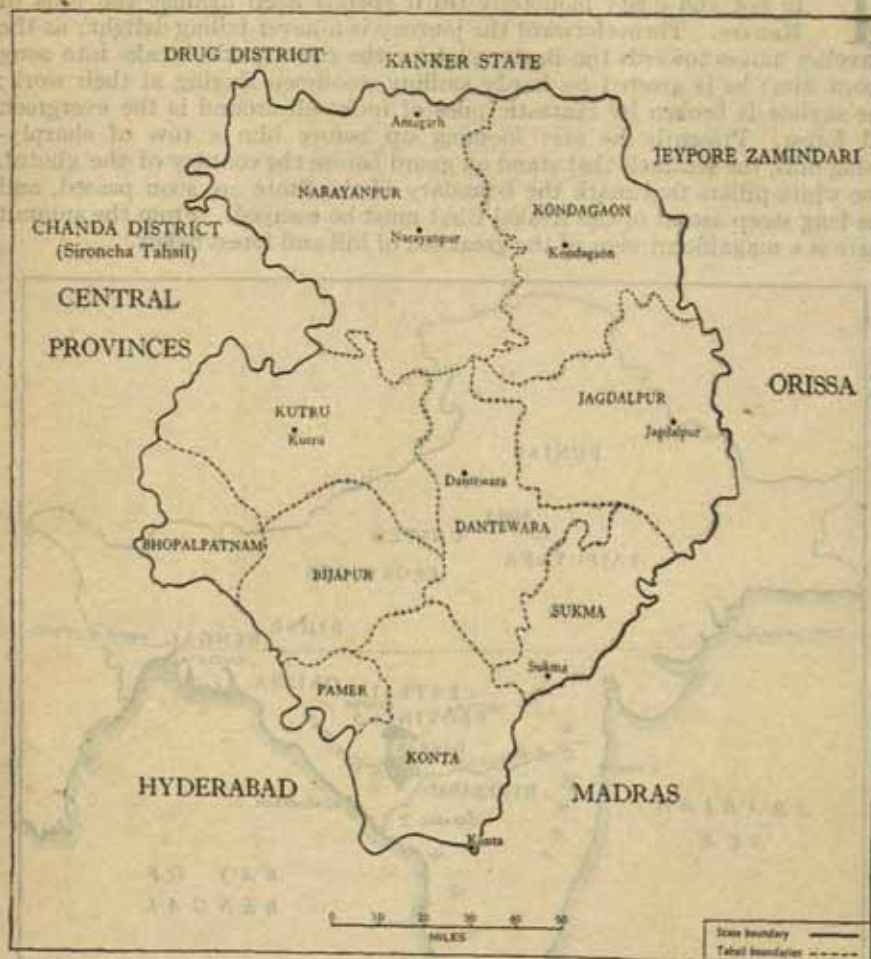 DRUG DISTRICT
KANKER STATE
Antagarh
JEYPORE ZAMINDARI
NARAYANPUR
KONDAGAON
CHANDA DISTRICT
(Sironcha Tahsil)
Narayanpur
Kondagaon
CENTRAL
PROVINCES
ORISSA
KUTRU
Kutru
JAGDALPUR
Jagdalpur
Dantewara
DANTEWARA
BHOPALPATNAM
BIJAPUR
SUKMA
Sukma
PAMER
KONTA
HYDERABAD
MADRAS
Konta
0 10 20 30 40 50
MILES
State boundary
Tahsil boundaries